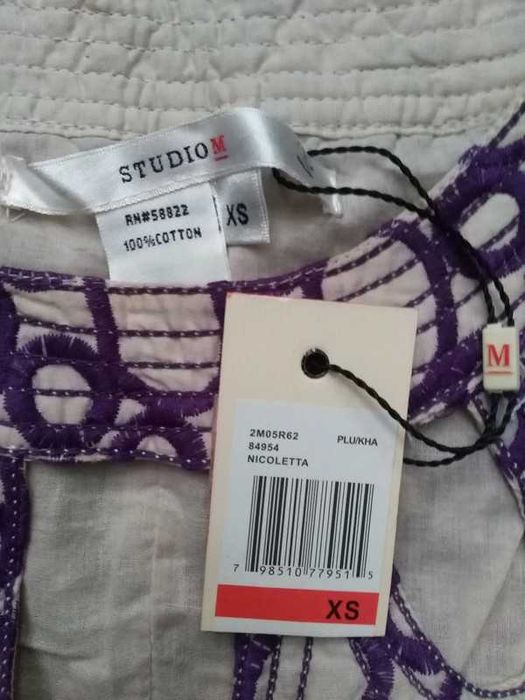 STUDIO M
RN#58822
100%COTTON
XS
M
2M05R62 PLU/KHA
84954
NICOLETTA
7 98510 77951 5
XS